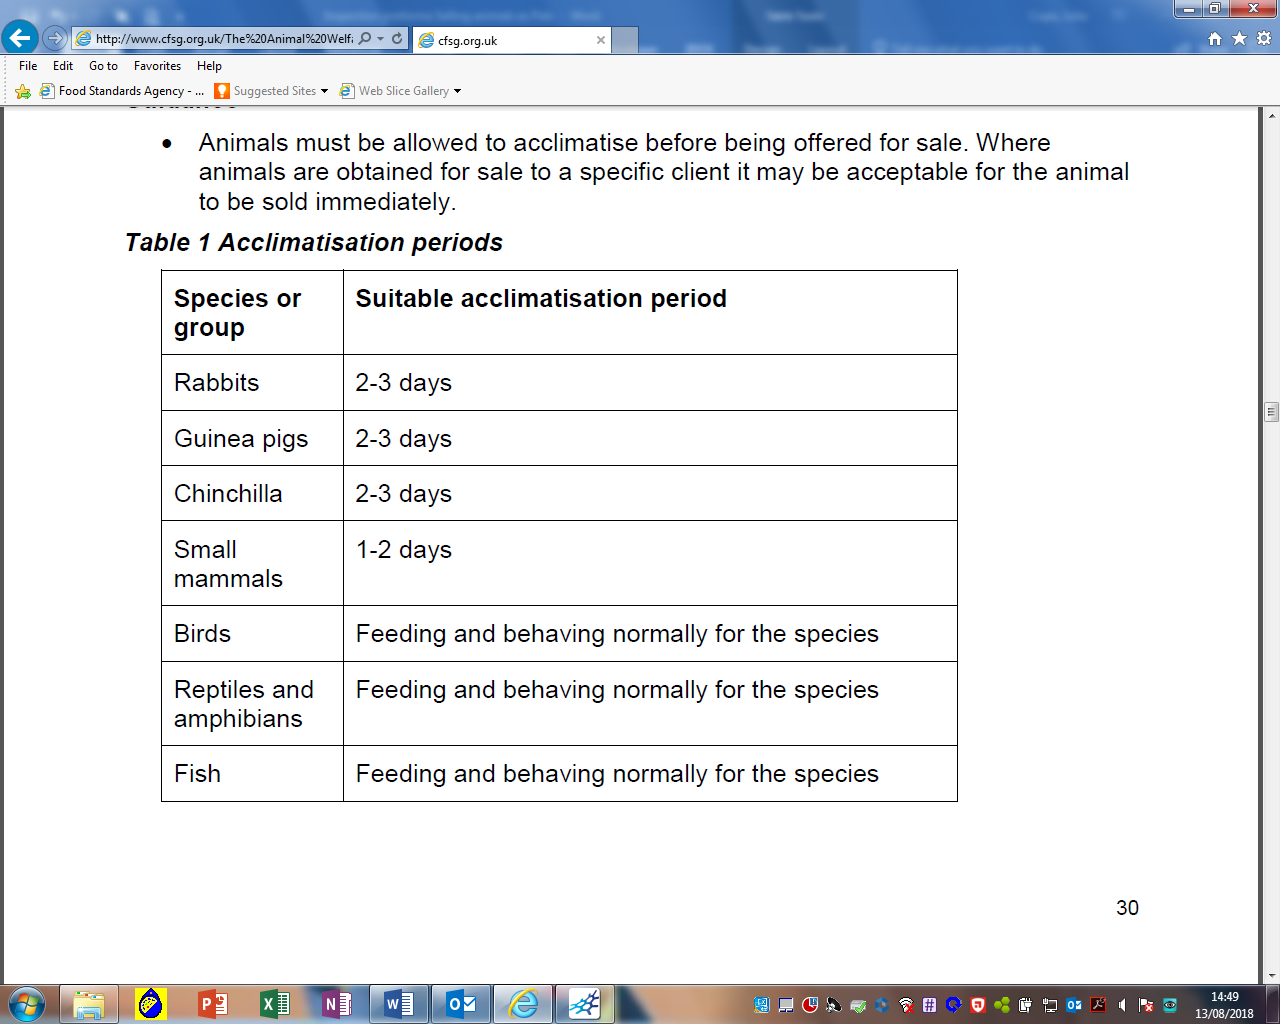 http://www.cfsg.org.uk/The%20Animal%20Welf
cfsg.org.uk
File Edit Go to Favorites Help
Food Standards Agency - ... Suggested Sites Web Slice Gallery
• Animals must be allowed to acclimatise before being offered for sale. Where
animals are obtained for sale to a specific client it may be acceptable for the animal
to be sold immediately.
Table 1 Acclimatisation periods
Species or group
Suitable acclimatisation period
Rabbits
2-3 days
Guinea pigs
2-3 days
Chinchilla
2-3 days
Small mammals
1-2 days
Birds
Feeding and behaving normally for the species
Reptiles and amphibians
Feeding and behaving normally for the species
Fish
Feeding and behaving normally for the species
30
14:49
13/08/2018